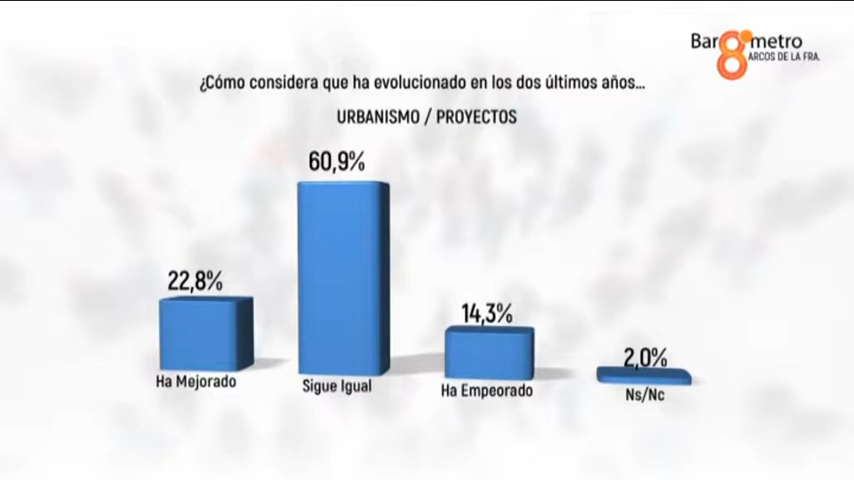 Bar8metro
ARCOS DE LA FRA.
¿Cómo considera que ha evolucionado en los dos últimos años...
URBANISMO / PROYECTOS
60,9%
22,8%
14,3%
2,0%
Ha Mejorado
Sigue Igual
Ha Empeorado
Ns/Nc